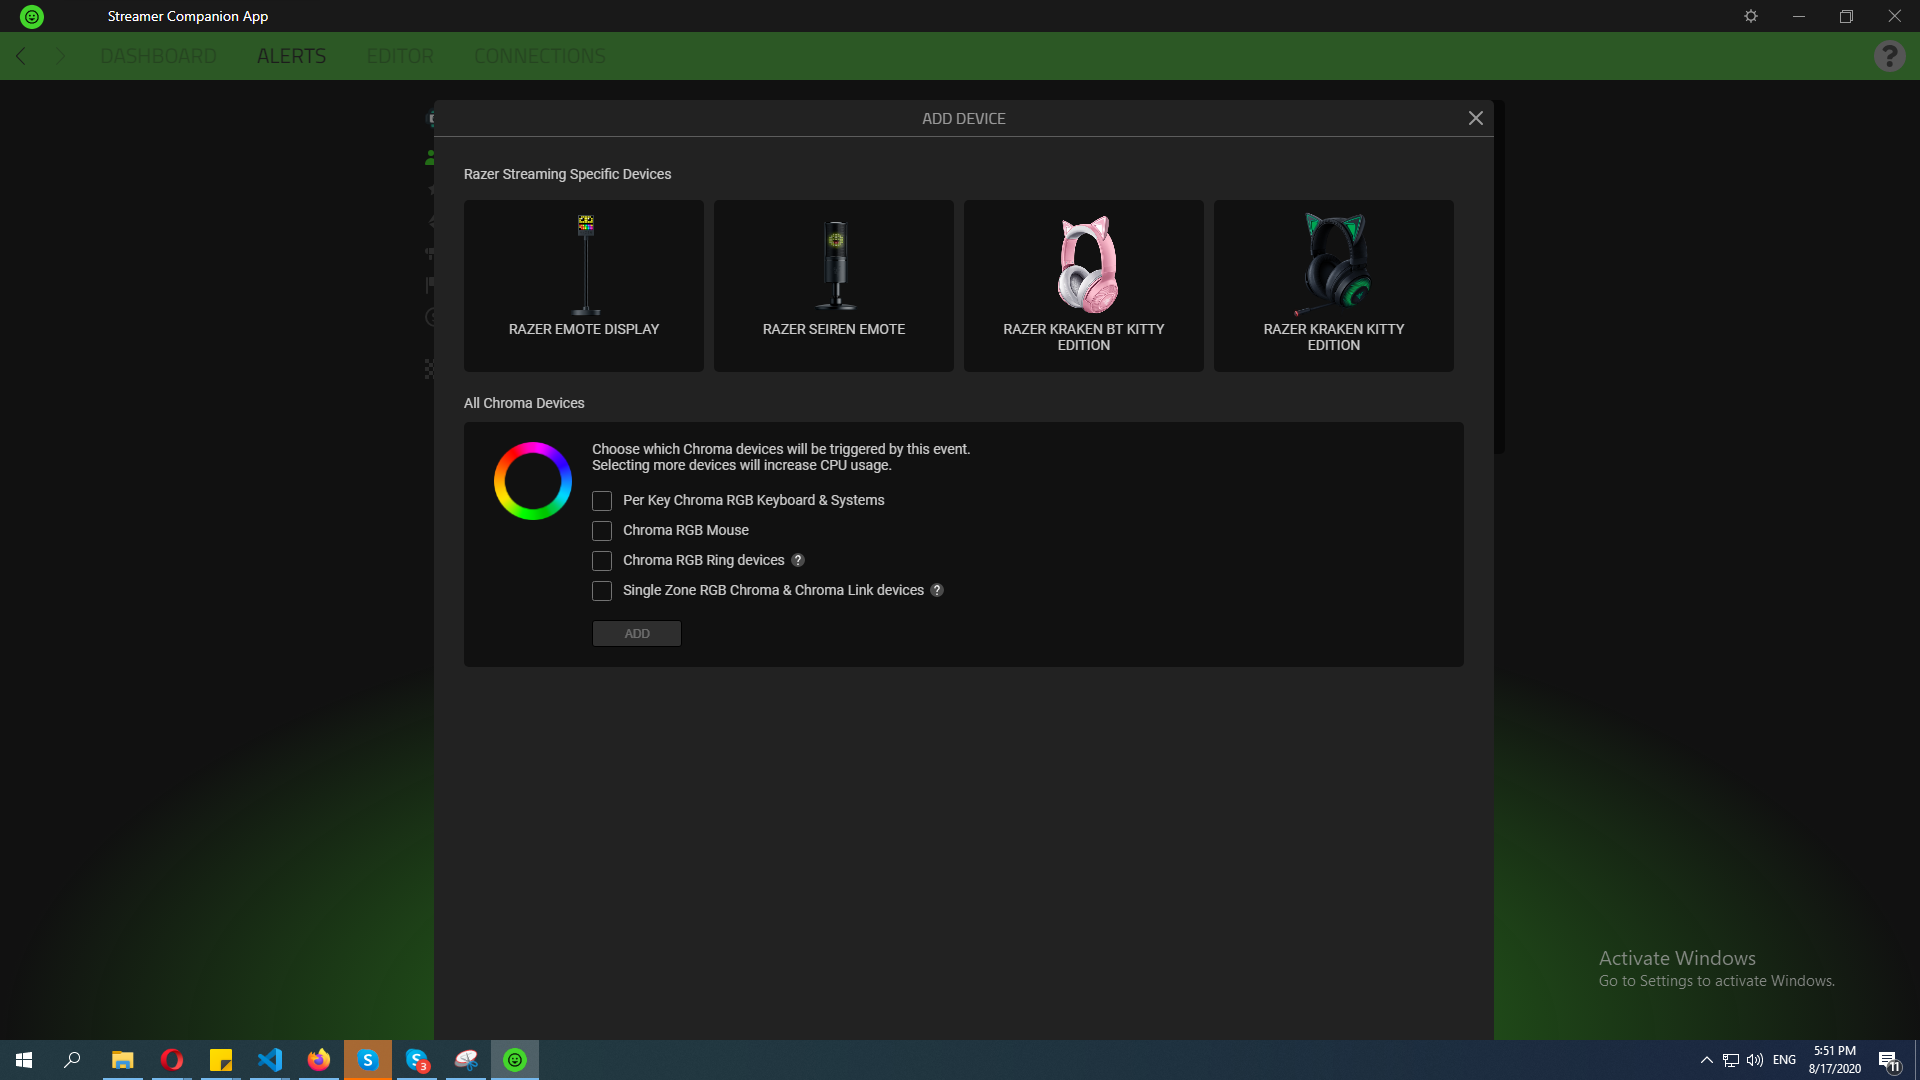 Streamer Companion App
DASHBOARD
ALERTS
EDITOR
CONNECTIONS
?
ADD DEVICE
Razer Streaming Specific Devices
RAZER EMOTE DISPLAY
RAZER SEIREN EMOTE
RAZER KRAKEN BT KITTY
EDITION
RAZER KRAKEN KITTY
EDITION
All Chroma Devices
Choose which Chroma devices will be triggered by this event.
Selecting more devices will increase CPU usage.
Per Key Chroma RGB Keyboard & Systems
Chroma RGB Mouse
Chroma RGB Ring devices ?
Single Zone RGB Chroma & Chroma Link devices ?
ADD
Activate Windows
Go to Settings to activate Windows.
S
S 3
ENG
5:51 PM
8/17/2020
11